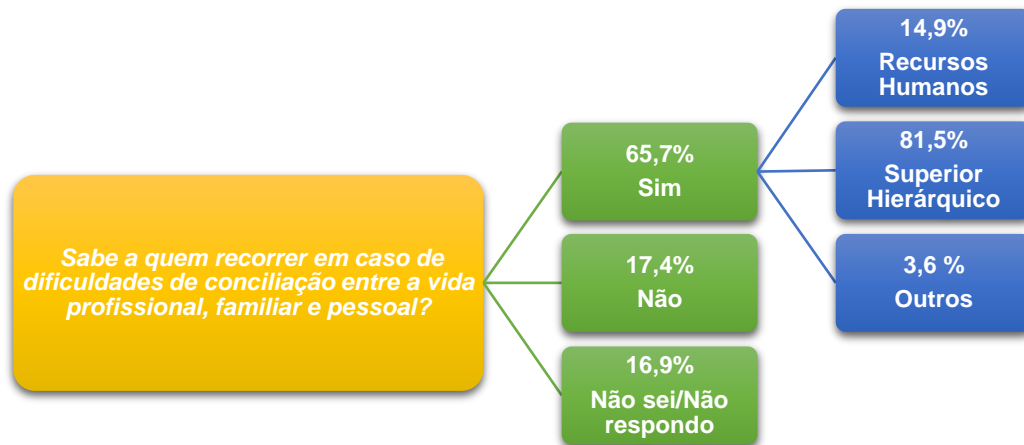 Sabe a quem recorrer em caso de
dificuldades de conciliação entre a vida
profissional, familiar e pessoal?
65,7%
Sim
17,4%
Não
16,9%
Não sei/Não
respondo
14,9%
Recursos
Humanos
81,5%
Superior
Hierárquico
3,6 %
Outros